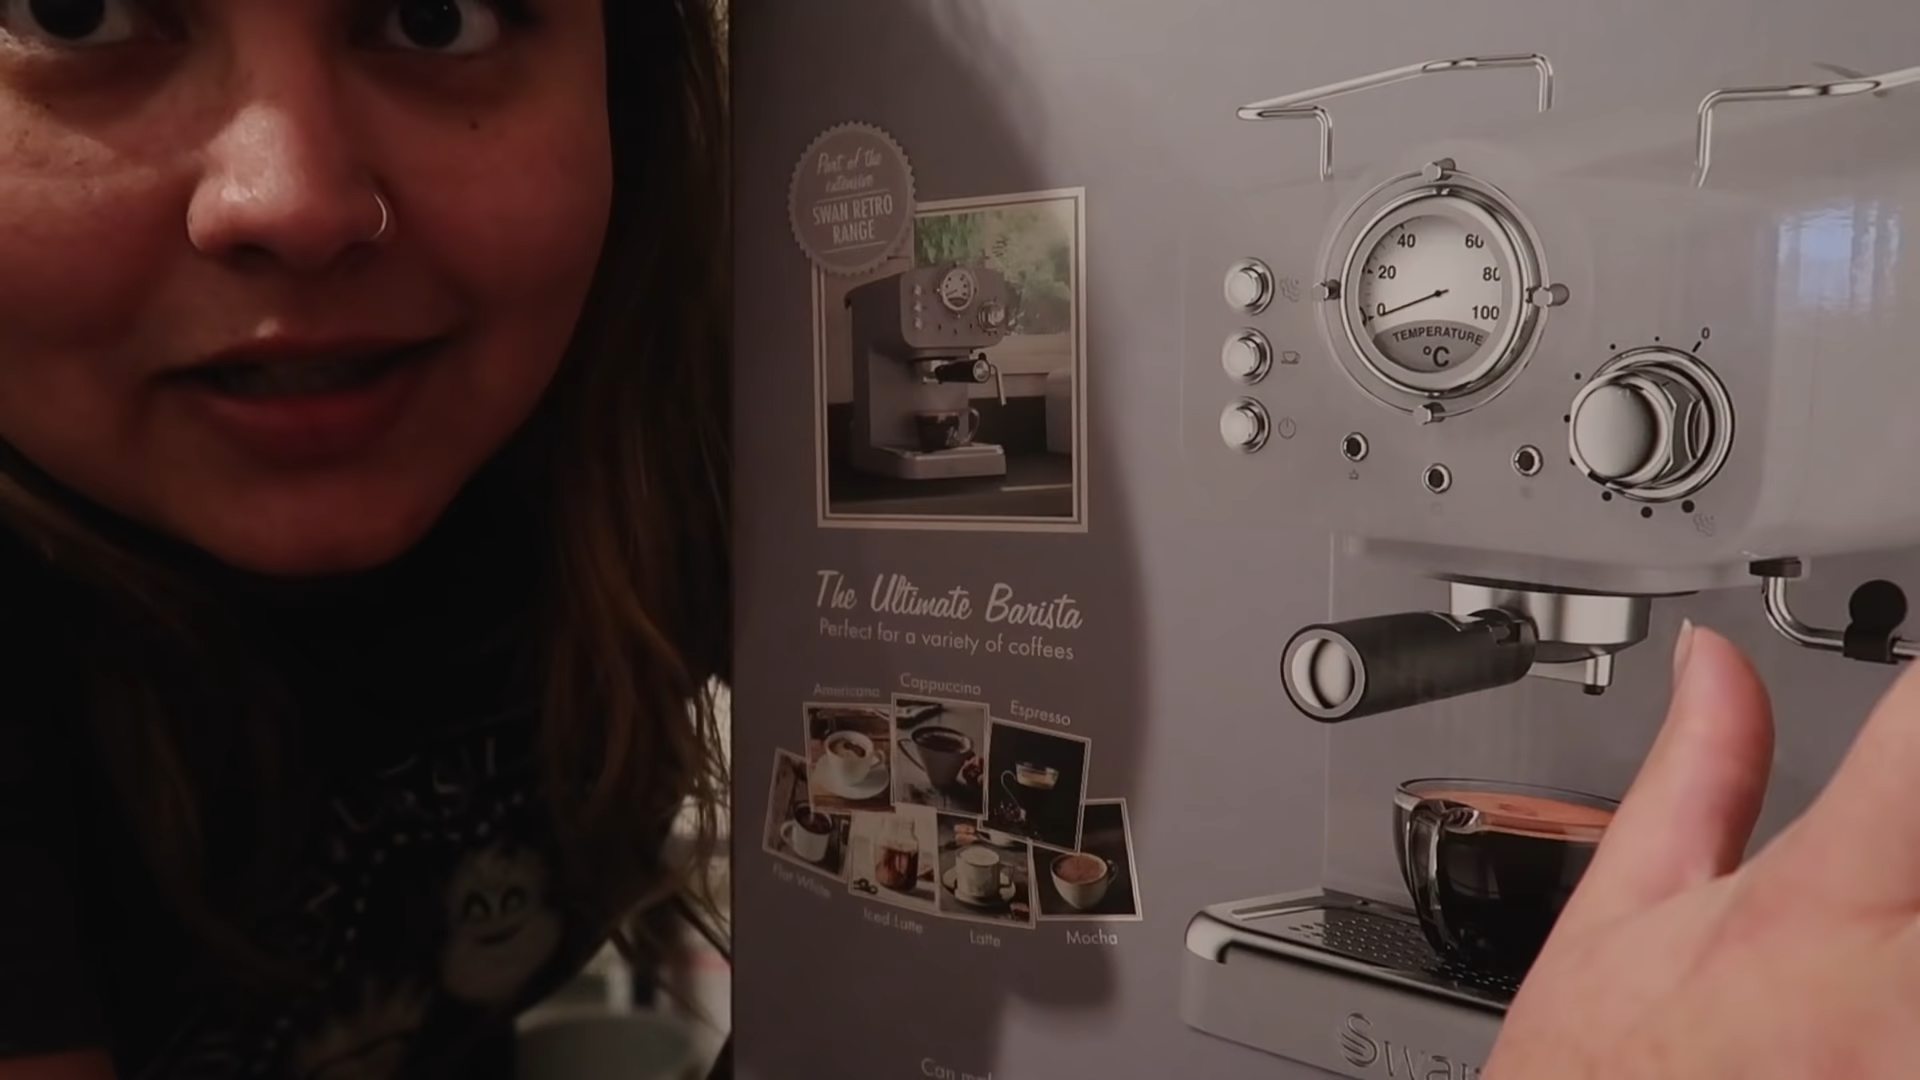 Part of the
extensive
SWAN RETRO
RANGE
The Ultimate Barista
Perfect for a variety of coffees
Americano
Cappuccino
Espresso
Flat White
Iced Latte
Latte
Mocha
Can
0
20
40
60
80
100
TEMPERATURE
°C
0
Swan